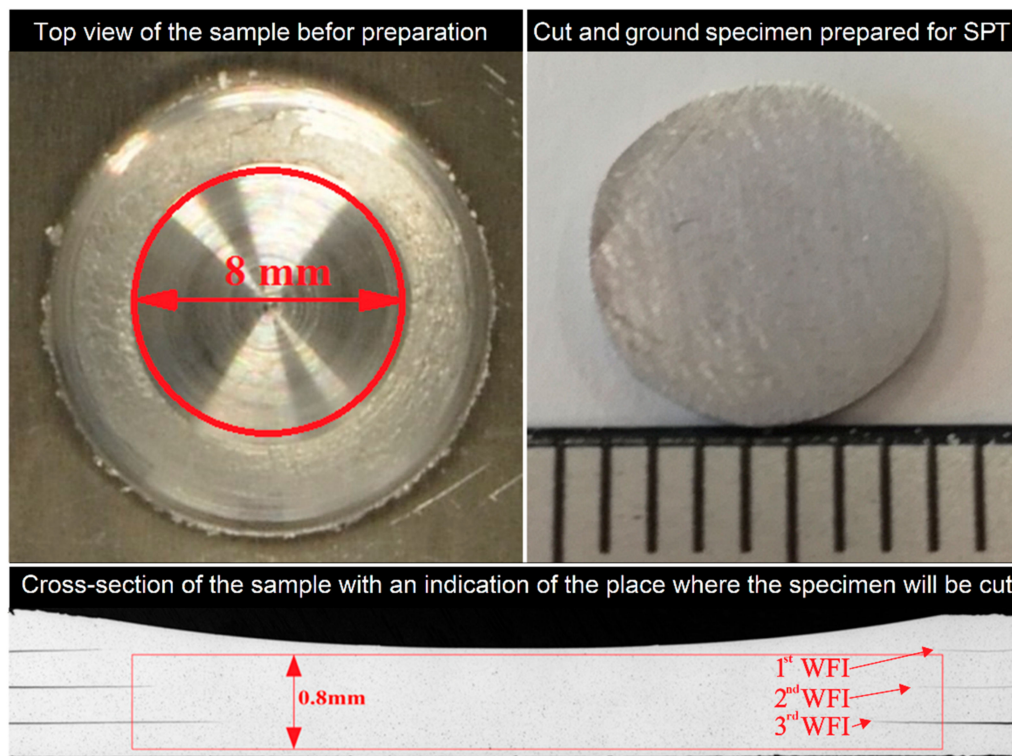 Top view of the sample befor preparation
Cut and ground specimen prepared for SPT
8 mm
Cross-section of the sample with an indication of the place where the specimen will be cut
0.8mm
1st WFI
2nd WFI
3rd WFI